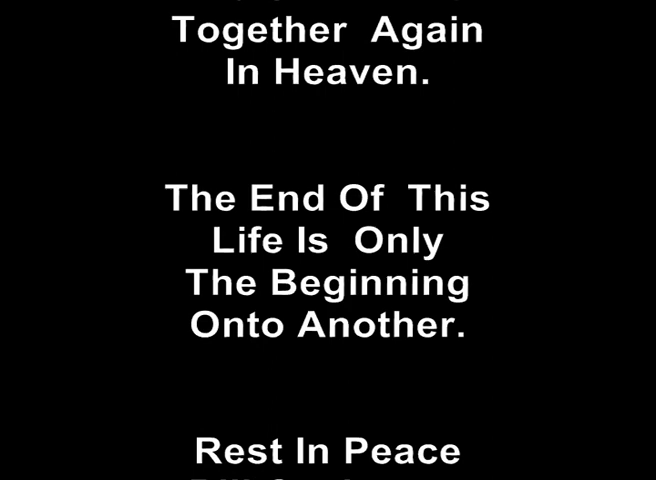 Together Again
In Heaven.
The End Of This
Life Is Only
The Beginning
Onto Another.
Rest In Peace